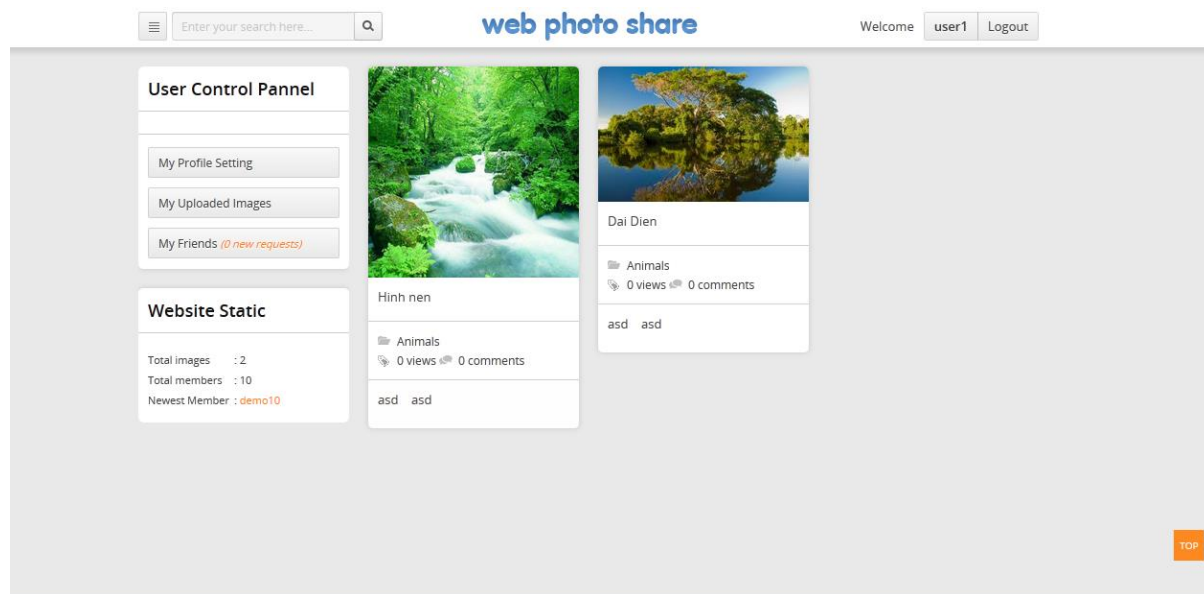 Enter your search here...
web photo share
Welcome user1 Logout
User Control Pannel
My Profile Setting
My Uploaded Images
My Friends (0 new requests)
Website Static
Total images : 2
Total members : 10
Newest Member : demo10
Hinh nen
Animals
0 views 0 comments
asd asd
Dai Dien
Animals
0 views 0 comments
asd asd
TOP